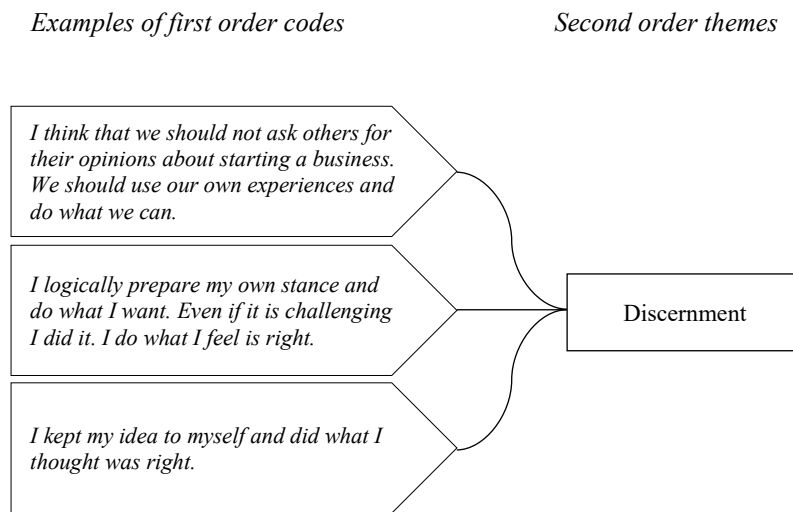 Examples of first order codes
Second order themes
I think that we should not ask others for
their opinions about starting a business.
We should use our own experiences and
do what we can.
I logically prepare my own stance and
do what I want. Even if it is challenging
I did it. I do what I feel is right.
Discernment
I kept my idea to myself and did what I
thought was right.